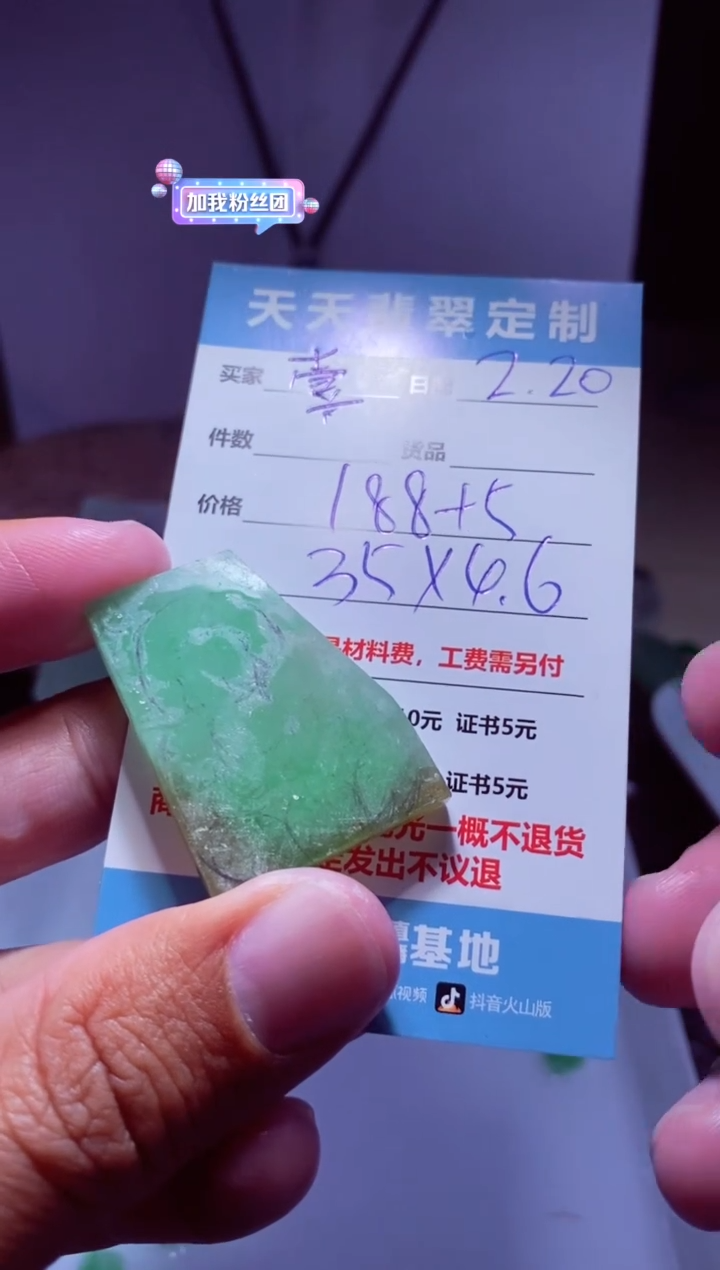 加我粉丝团
天天翡翠定制
买家 日期 2.20
件数 货品
价格 188+5
35×4.6
材料费，工费需另付
0元 证书5元
证书5元
一概不退货
发出不议退
基地
视频 抖音火山版